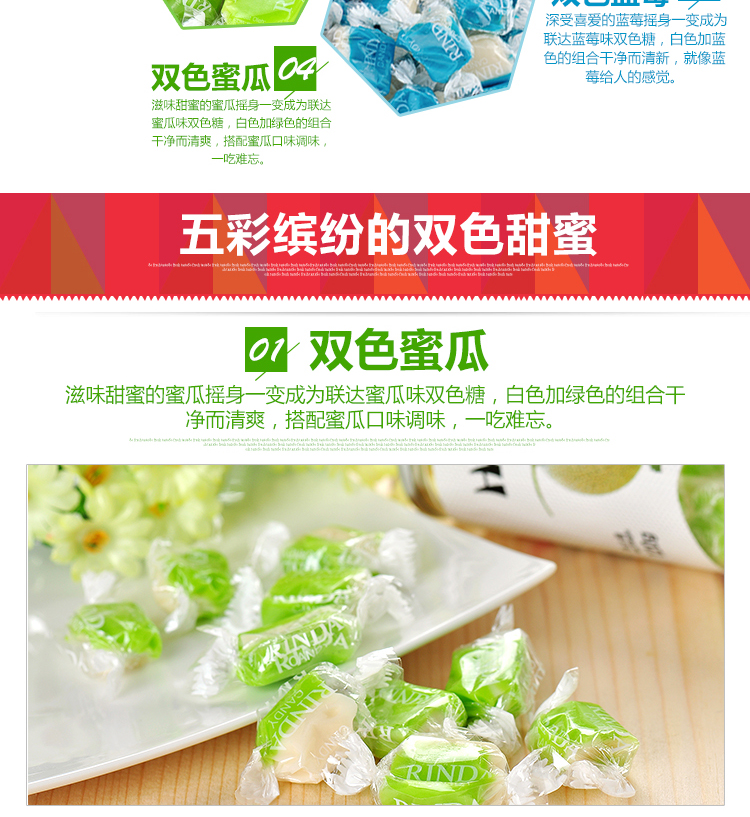 双色蓝莓
深受喜爱的蓝莓摇身一变成为
联达蓝莓味双色糖，白色加蓝
色的组合干净而清新，就像蓝
莓给人的感觉。
双色蜜瓜 04
滋味甜蜜的蜜瓜摇身一变成为联达
蜜瓜味双色糖，白色加绿色的组合
干净而清爽，搭配蜜瓜口味调味，
一吃难忘。
五彩缤纷的双色甜蜜
01 双色蜜瓜
滋味甜蜜的蜜瓜摇身一变成为联达蜜瓜味双色糖，白色加绿色的组合干
净而清爽，搭配蜜瓜口味调味，一吃难忘。
RINDA
RINDA
CANDY
RINDA